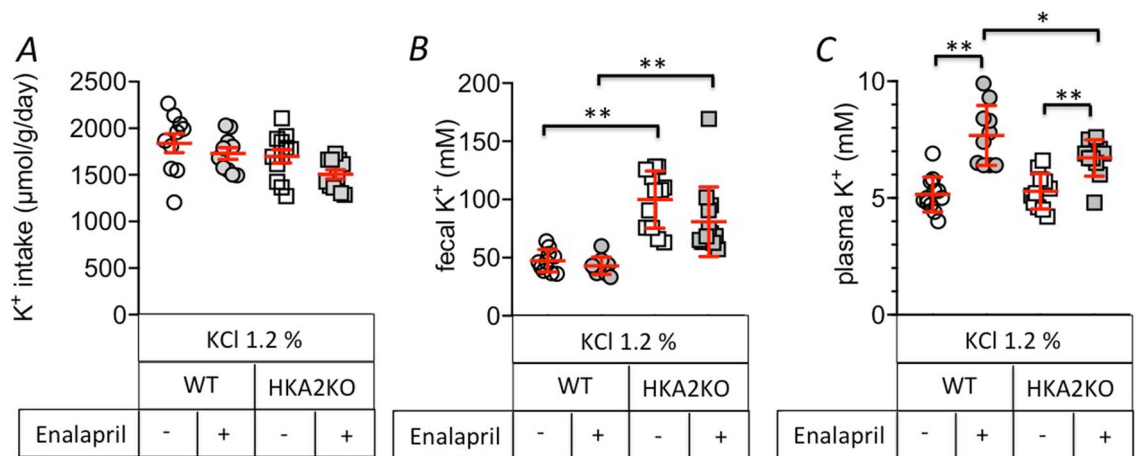 A
K⁺ intake (µmol/g/day)
2500
2000
1500
1000
500
0
KCl 1.2 %
WT HKA2KO
Enalapril - + - +
B
fecal K⁺ (mM)
200
150
100
50
0
** **
KCl 1.2 %
WT HKA2KO
Enalapril - + - +
C
plasma K⁺ (mM)
10
5
0
** * **
KCl 1.2 %
WT HKA2KO
Enalapril - + - +